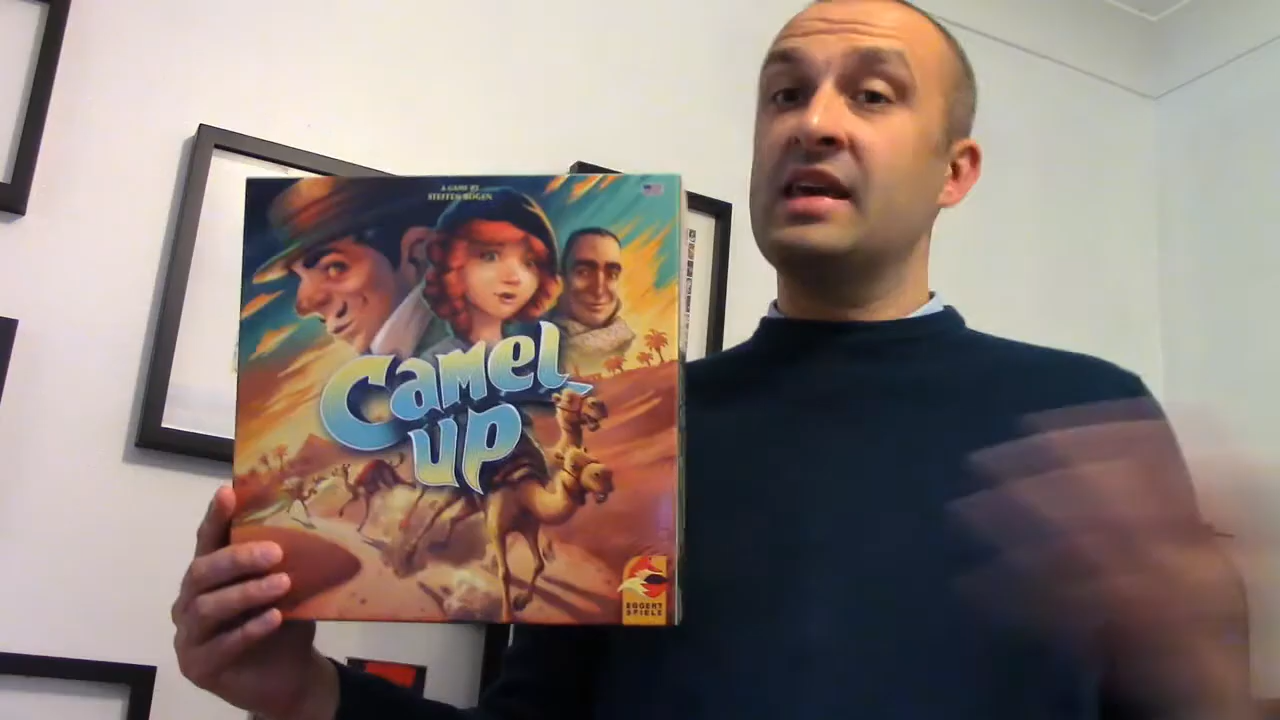 A GAME BY
STEFFEN BOGEN
Camel
UP
EGGERT
SPIELE